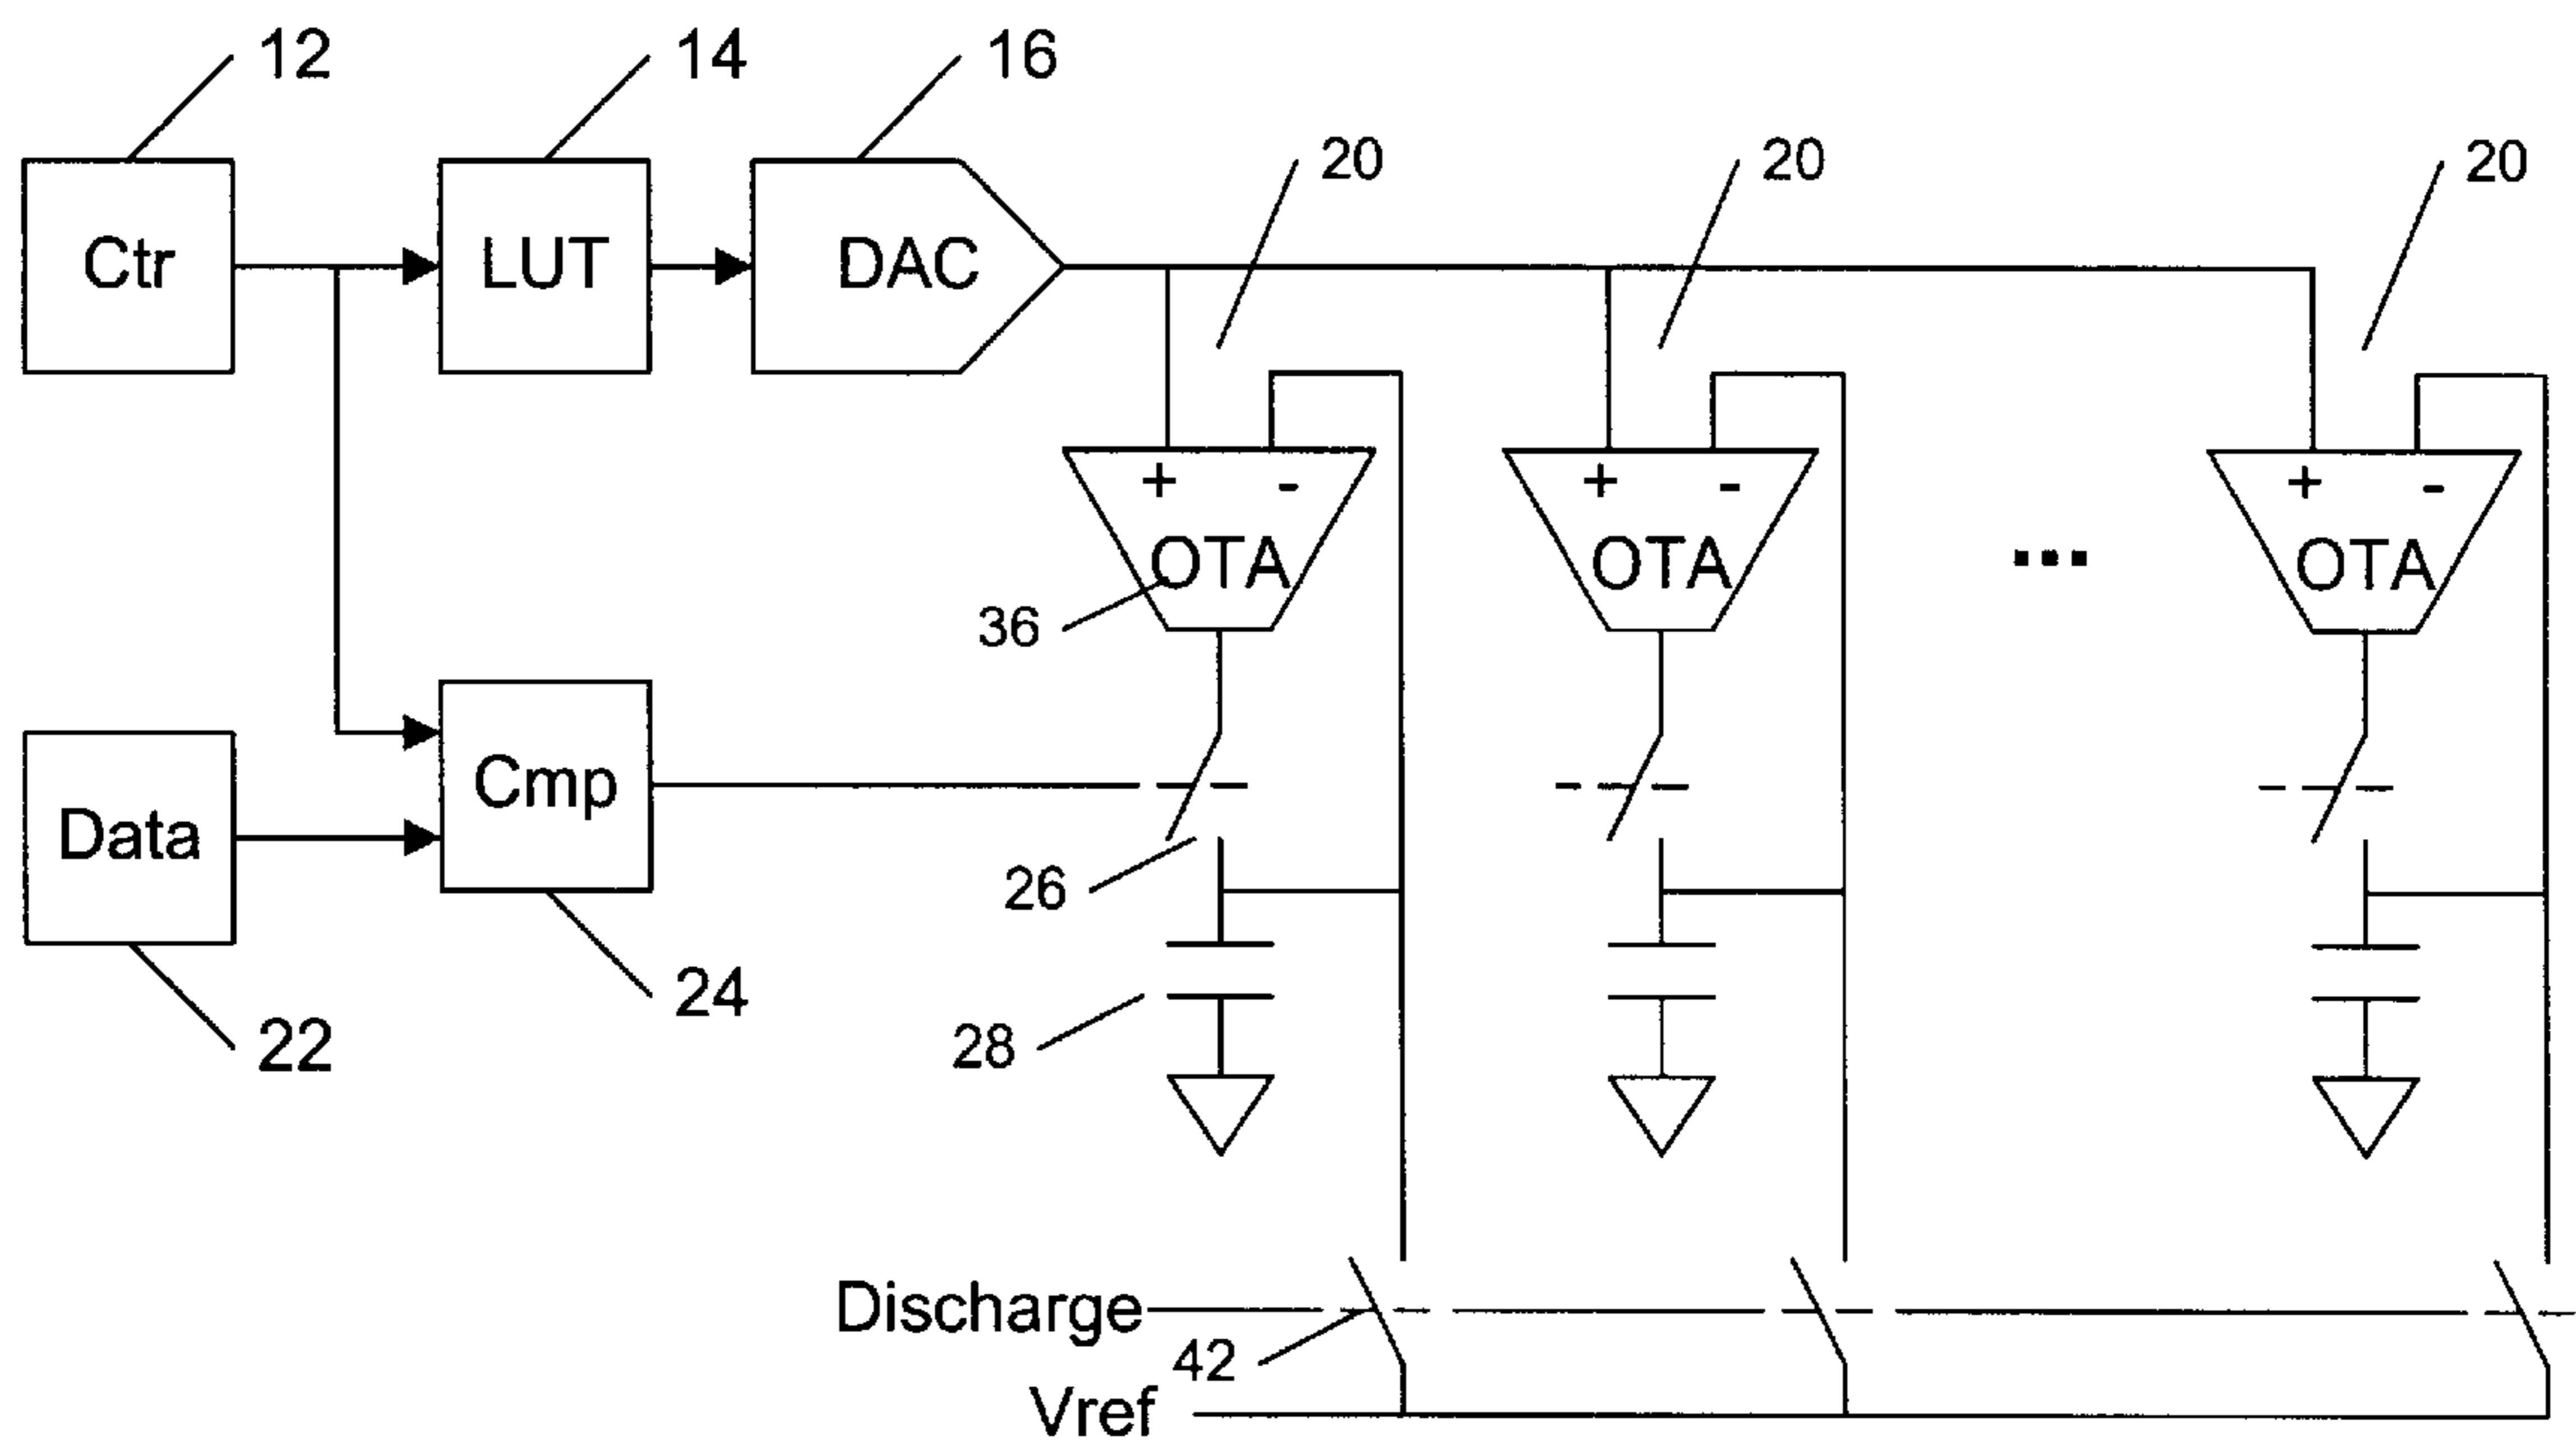 12
14
16
20
20
20
Ctr
LUT
DAC
+ -
+ -
+ -
OTA
OTA
OTA
...
36
Cmp
Data
26
24
22
28
Discharge
42
Vref